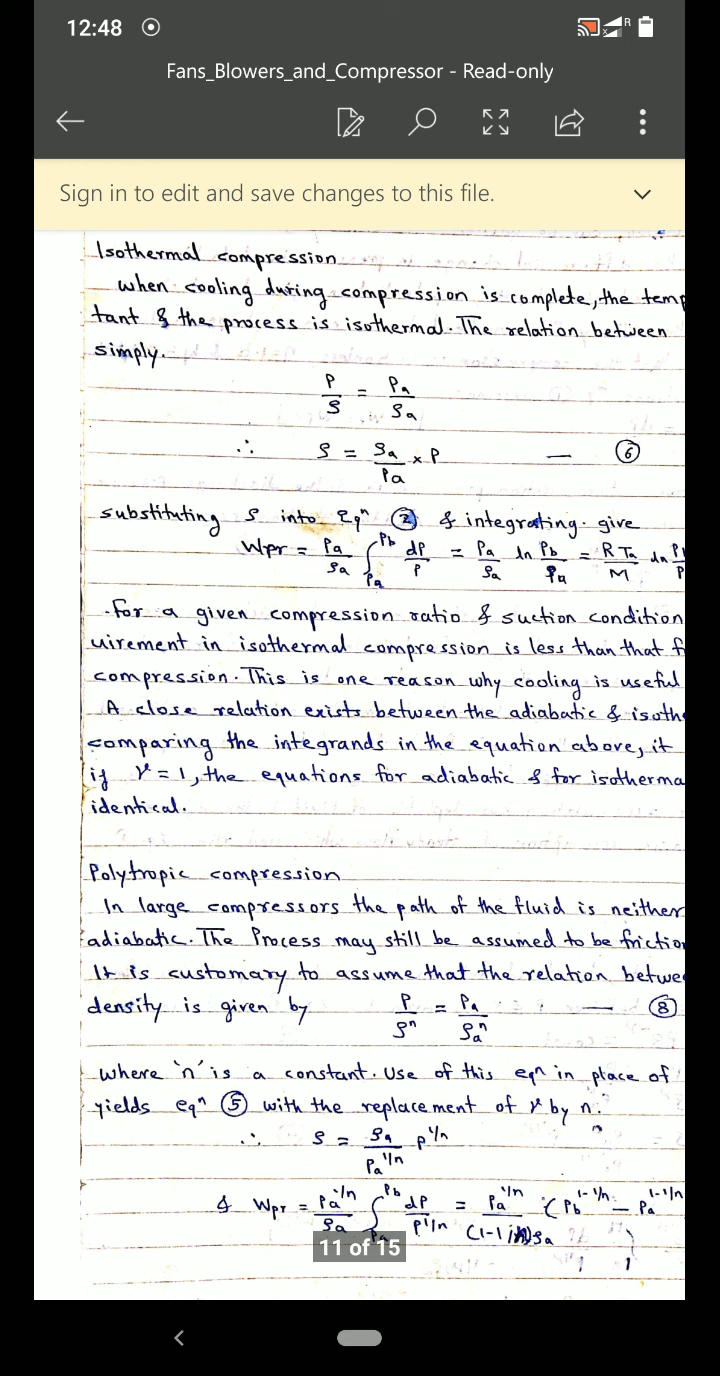 12:48
R
x
Fans_Blowers_and_Compressor - Read-only
Sign in to edit and save changes to this file.
Isothermal compression
when cooling during compression is complete, the temp
tant & the process is isothermal. The relation between
simply.
P/ρ = Pa/ρa
∴ ρ = ρa/Pa × P — ⑥
substituting ρ into Eqⁿ ② & integrating. give
Wpr = Pa/ρa ∫Pa^Pb dP/P = Pa/ρa ln Pb/Pa = R Ta/M ln P
for a given compression ratio & suction condition
uirement in isothermal compression is less than that f
compression. This is one reason why cooling is useful
A close relation exists between the adiabatic & isoth
comparing the integrands in the equation above, it
if γ = 1, the equations for adiabatic & for isotherma
identical.
Polytropic compression
In large compressors the path of the fluid is neither
adiabatic. The Process may still be assumed to be friction
It is customary to assume that the relation betwee
density is given by P/ρⁿ = Pa/ρaⁿ — ⑧
where 'n' is a constant. Use of this eqn in place of
yields eqⁿ ⑤ with the replacement of γ by n.
∴ ρ = ρa/Pa^1/n P^1/n
& Wpr = Pa^1/n/ρa ∫Pa^Pb dP/P^1/n = Pa^1/n/(1-1/n)ρa (Pb^1-1/n - Pa^1-1/n
11 of 15